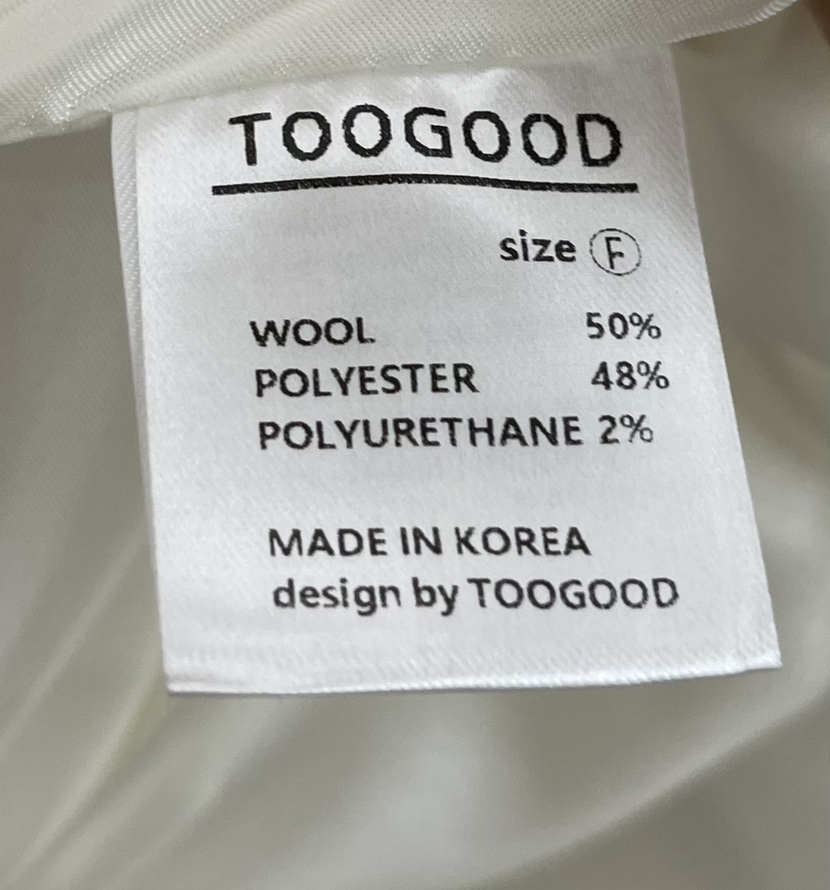 TOOGOOD
size Ⓕ
WOOL 50%
POLYESTER 48%
POLYURETHANE 2%
MADE IN KOREA
design by TOOGOOD